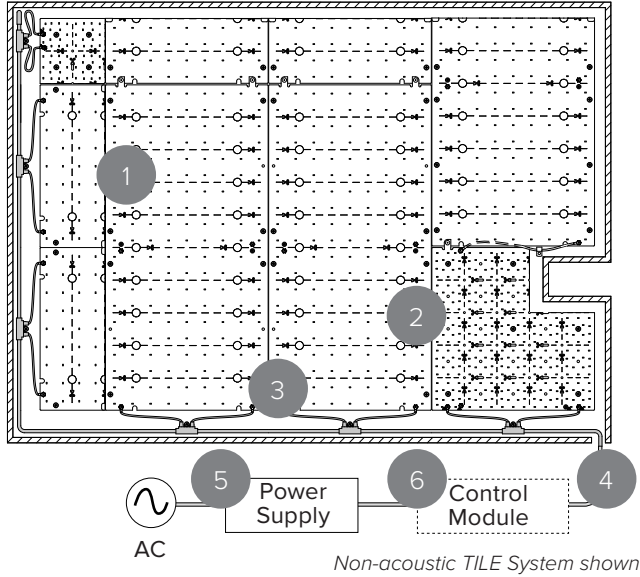 1
2
3
5
6
4
Power
Supply
Control
Module
AC
Non-acoustic TILE System shown